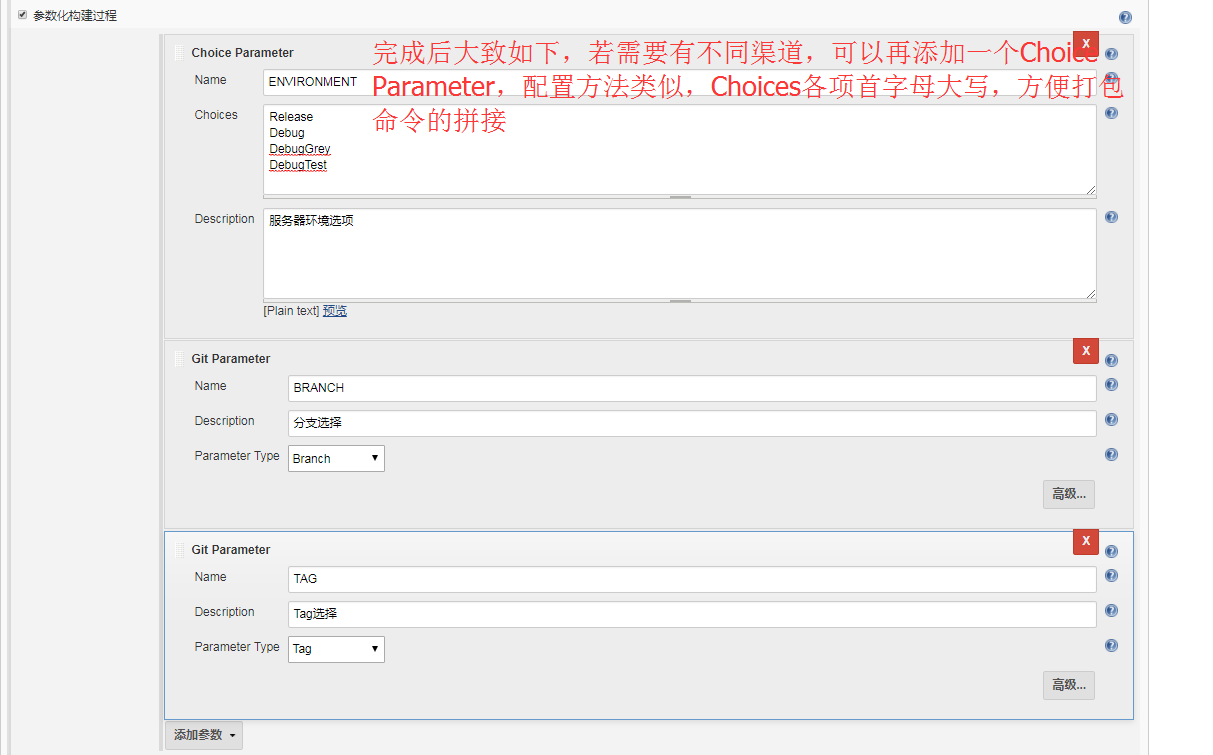 参数化构建过程
Choice Parameter
完成后大致如下，若需要有不同渠道，可以再添加一个Choice
Parameter，配置方法类似，Choices各项首字母大写，方便打包
命令的拼接
X
Name
ENVIRONMENT
Choices
Release
Debug
DebugGrey
DebugTest
Description
服务器环境选项
[Plain text] 预览
Git Parameter
X
Name
BRANCH
Description
分支选择
Parameter Type
Branch
高级...
Git Parameter
X
Name
TAG
Description
Tag选择
Parameter Type
Tag
高级...
添加参数